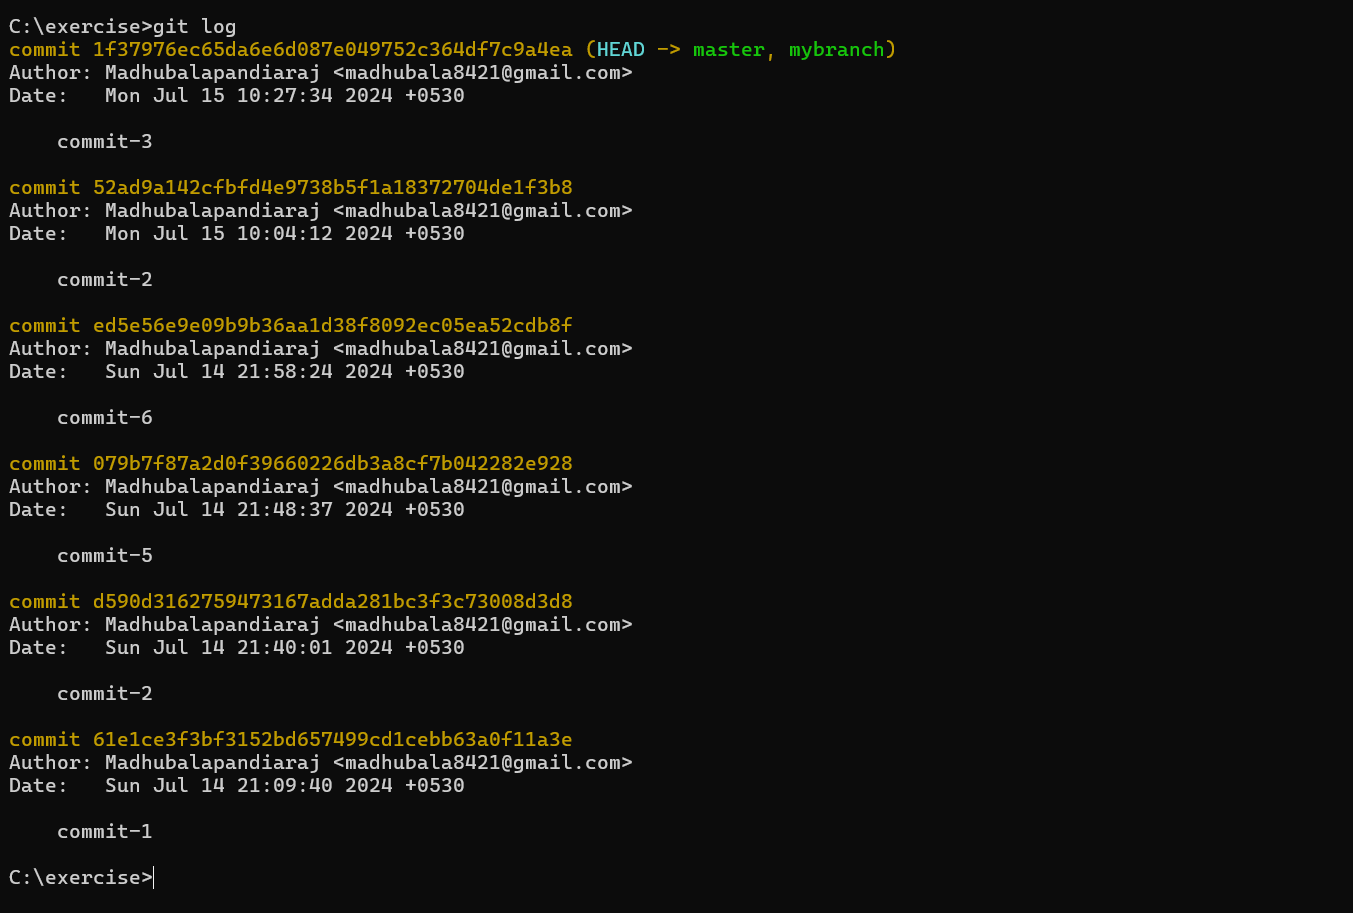 C:\exercise>git log
commit 1f37976ec65da6e6d087e049752c364df7c9a4ea (HEAD -> master, mybranch)
Author: Madhubalapandiaraj <madhubala8421@gmail.com>
Date:   Mon Jul 15 10:27:34 2024 +0530
    commit-3
commit 52ad9a142cfbfd4e9738b5f1a18372704de1f3b8
Author: Madhubalapandiaraj <madhubala8421@gmail.com>
Date:   Mon Jul 15 10:04:12 2024 +0530
    commit-2
commit ed5e56e9e09b9b36aa1d38f8092ec05ea52cdb8f
Author: Madhubalapandiaraj <madhubala8421@gmail.com>
Date:   Sun Jul 14 21:58:24 2024 +0530
    commit-6
commit 079b7f87a2d0f39660226db3a8cf7b042282e928
Author: Madhubalapandiaraj <madhubala8421@gmail.com>
Date:   Sun Jul 14 21:48:37 2024 +0530
    commit-5
commit d590d3162759473167adda281bc3f3c73008d3d8
Author: Madhubalapandiaraj <madhubala8421@gmail.com>
Date:   Sun Jul 14 21:40:01 2024 +0530
    commit-2
commit 61e1ce3f3bf3152bd657499cd1cebb63a0f11a3e
Author: Madhubalapandiaraj <madhubala8421@gmail.com>
Date:   Sun Jul 14 21:09:40 2024 +0530
    commit-1
C:\exercise>